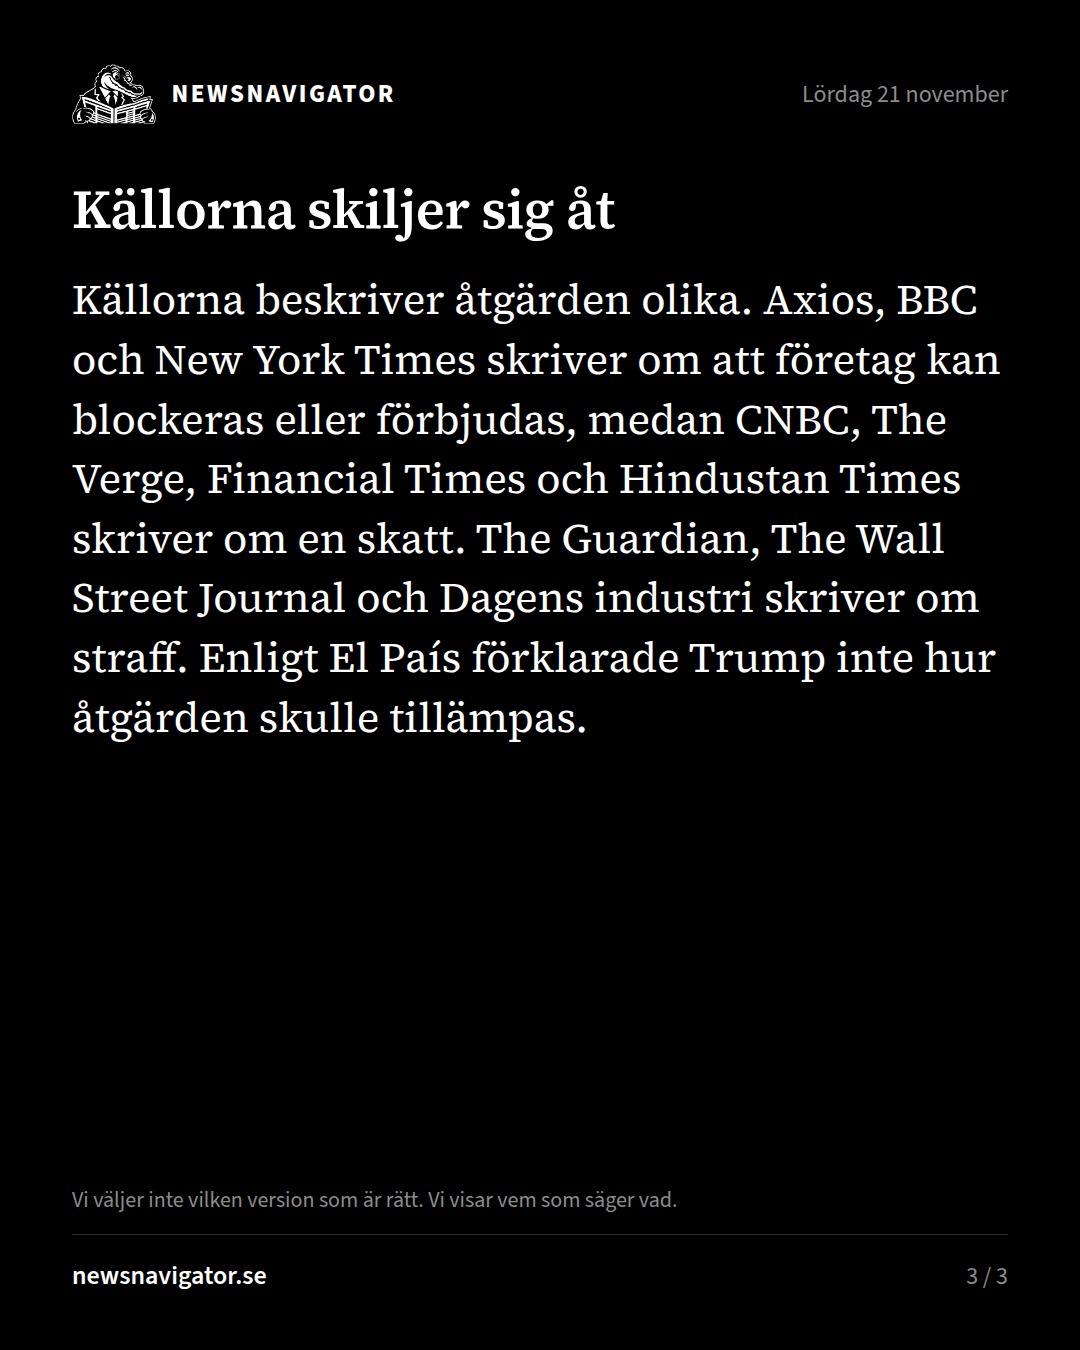 NEWSNAVIGATOR
Lördag 21 november
Källorna skiljer sig åt
Källorna beskriver åtgärden olika. Axios, BBC
och New York Times skriver om att företag kan
blockeras eller förbjudas, medan CNBC, The
Verge, Financial Times och Hindustan Times
skriver om en skatt. The Guardian, The Wall
Street Journal och Dagens industri skriver om
straff. Enligt El País förklarade Trump inte hur
åtgärden skulle tillämpas.
Vi väljer inte vilken version som är rätt. Vi visar vem som säger vad.
newsnavigator.se
3 / 3